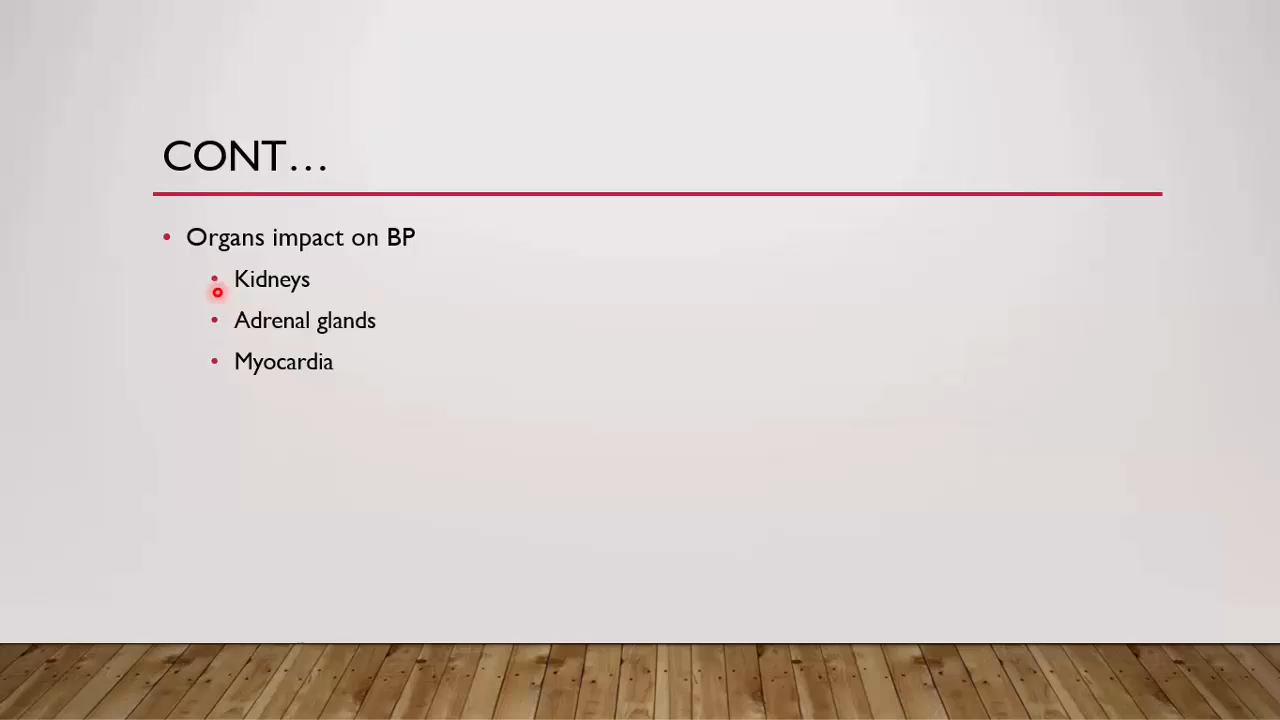 CONT...
• Organs impact on BP
• Kidneys
• Adrenal glands
• Myocardia